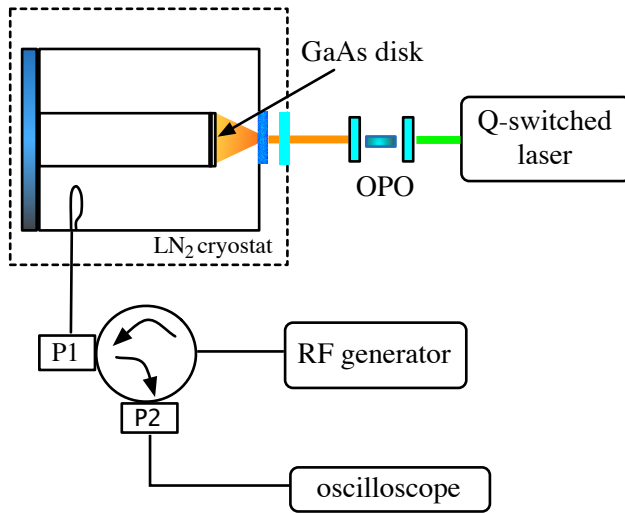 GaAs disk
Q-switched
laser
OPO
LN₂ cryostat
P1
RF generator
P2
oscilloscope